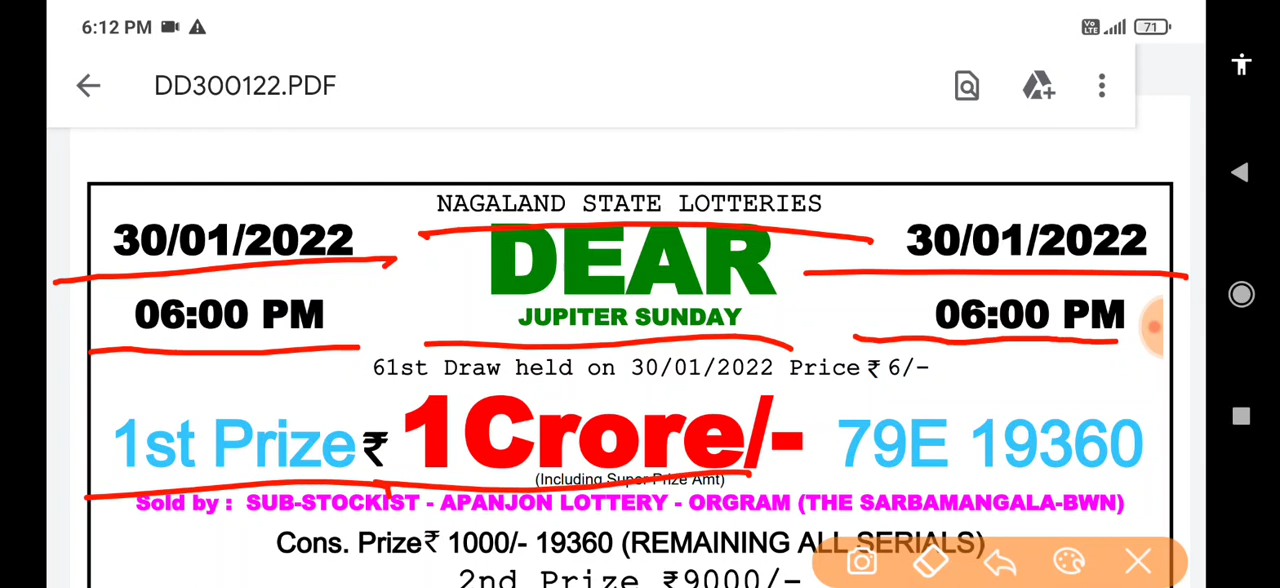 6:12 PM Vo LTE 71
DD300122.PDF
NAGALAND STATE LOTTERIES
30/01/2022 DEAR 30/01/2022
06:00 PM JUPITER SUNDAY 06:00 PM
61st Draw held on 30/01/2022 Price ₹ 6/-
1st Prize ₹ 1Crore/- 79E 19360
(Including Super Prize Amt)
Sold by : SUB-STOCKIST - APANJON LOTTERY - ORGRAM (THE SARBAMANGALA-BWN)
Cons. Prize₹ 1000/- 19360 (REMAINING ALL SERIALS)
2nd Prize ₹9000/-